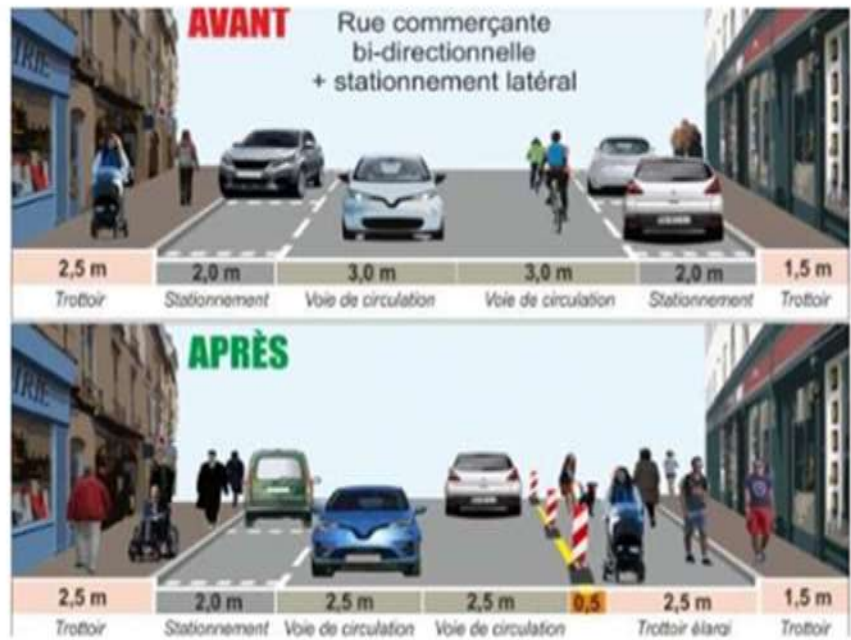 AVANT
Rue commerçante
bi-directionnelle
+ stationnement latéral
IRIE
2,5 m
2,0 m
3,0 m
3,0 m
2,0 m
1,5 m
Trottoir
Stationnement
Voie de circulation
Voie de circulation
Stationnement
Trottoir
APRÈS
IRIE
2,5 m
2,0 m
2,5 m
2,5 m
0,5
2,5 m
1,5 m
Trottoir
Stationnement
Voie de circulation
Voie de circulation
Trottoir élargi
Trottoir